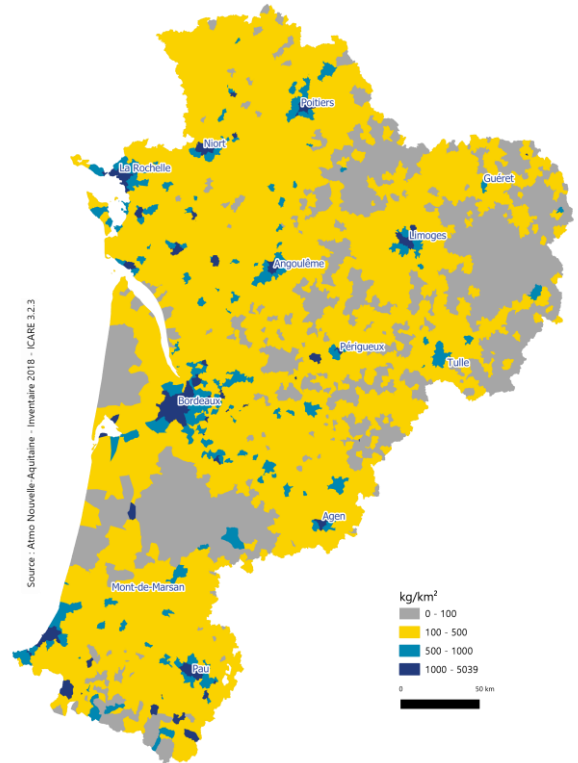 Poitiers
Niort
La Rochelle
Guéret
Limoges
Angoulême
Périgueux
Tulle
Bordeaux
Agen
Mont-de-Marsan
Pau
Source : Atmo Nouvelle-Aquitaine - Inventaire 2018 - ICARE 3.2.3
kg/km²
0 - 100
100 - 500
500 - 1000
1000 - 5039
0 50 km